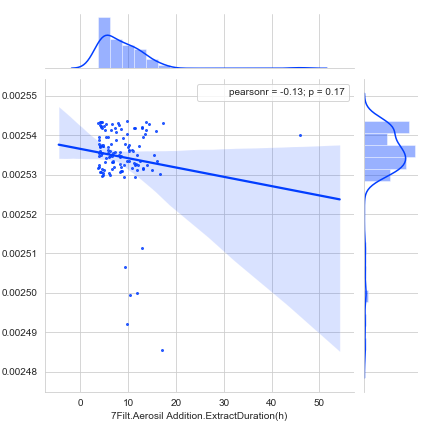 pearsonr = -0.13; p = 0.17
0.00255
0.00254
0.00253
0.00252
0.00251
0.00250
0.00249
0.00248
0 10 20 30 40 50
7Filt.Aerosil Addition.ExtractDuration(h)